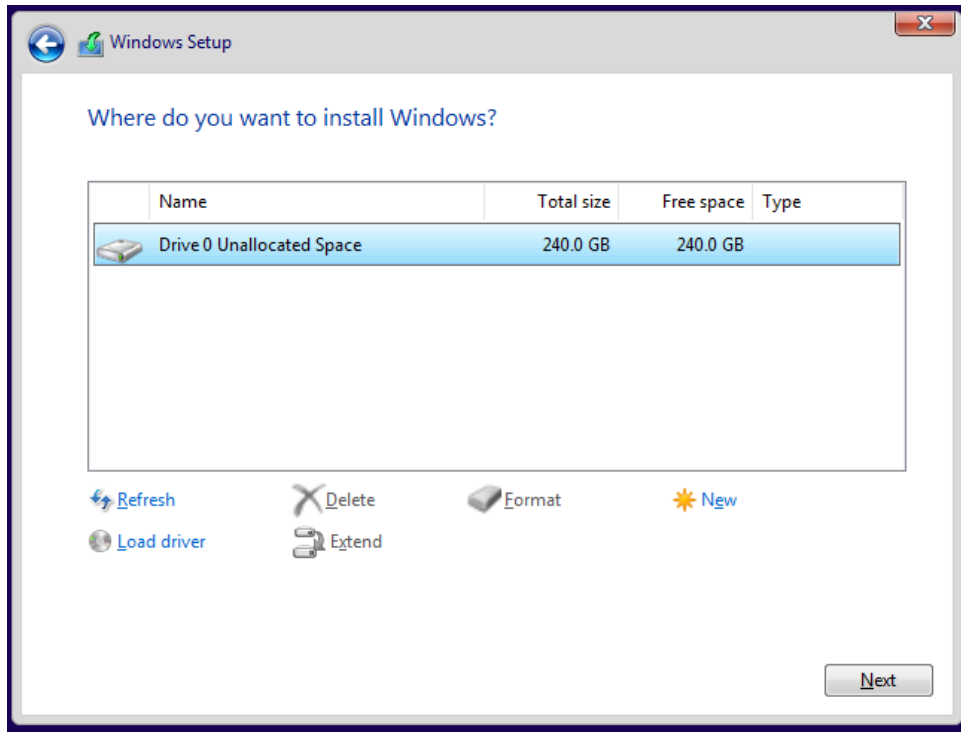 Windows Setup
Where do you want to install Windows?
Name Total size Free space Type
Drive 0 Unallocated Space 240.0 GB 240.0 GB
Refresh Delete Format New
Load driver Extend
Next